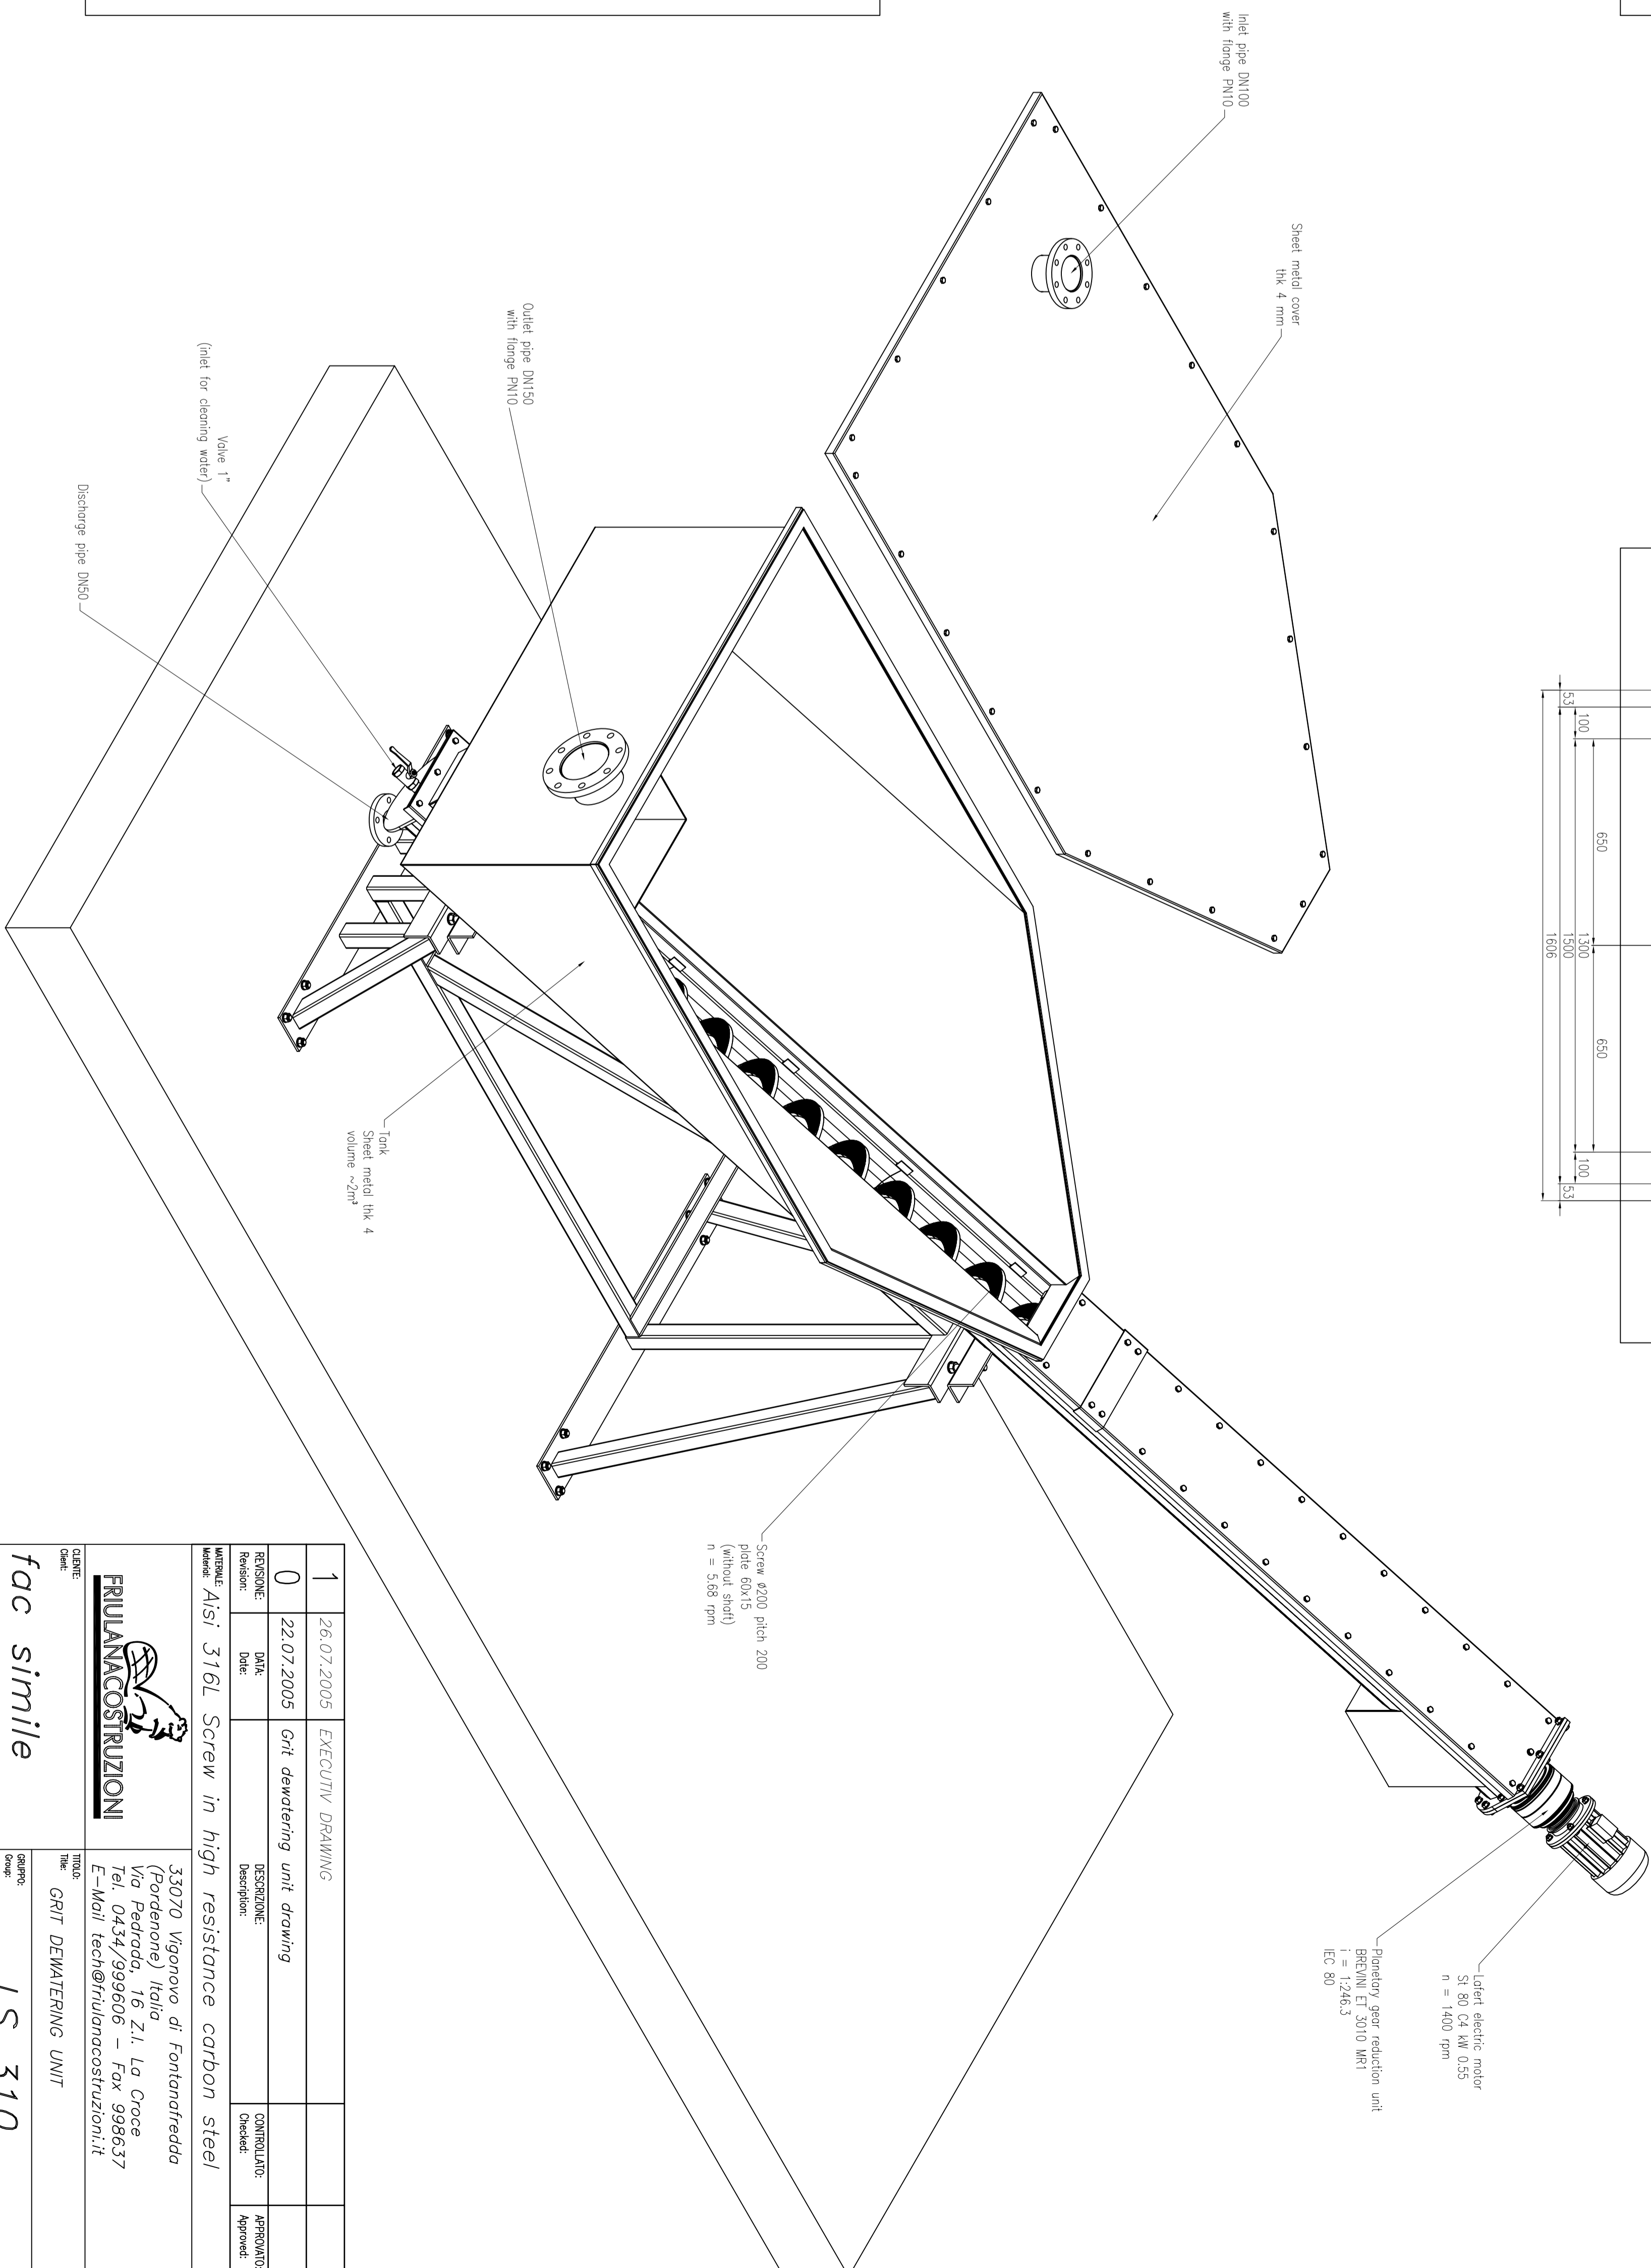 Inlet pipe DN100
with flange PN10
Sheet metal cover
thk 4 mm
53
100
650
1300
1500
1606
650
100
53
Outlet pipe DN150
with flange PN10
Valve 1"
(inlet for cleaning water)
Discharge pipe DN50
Tank
Sheet metal thk 4
volume ~2m³
Screw ø200 pitch 200
plate 60x15
(without shaft)
n = 5.68 rpm
Lafert electric motor
St 80 C4 kW 0.55
n = 1400 rpm
Planetary gear reduction unit
BREVINI ET 3010 MR1
i = 1:246.3
IEC 80
1 26.07.2005 EXECUTIV DRAWING
0 22.07.2005 Grit dewatering unit drawing
REVISIONE: DATA: DESCRIZIONE: CONTROLLATO: APPROVATO:
Revision: Date: Description: Checked: Approved:
MATERIALE: Aisi 316L Screw in high resistance carbon steel
Material:
FRIULANACOSTRUZIONI
33070 Vigonovo di Fontanafredda
(Pordenone) Italia
Via Pedrada, 16 Z.I. La Croce
Tel. 0434/999606 - Fax 998637
E-Mail tech@friulanacostruzioni.it
CLIENTE:
Client:
fac simile
TITOLO:
Title:
GRIT DEWATERING UNIT
GRUPPO:
Group:
LS 310